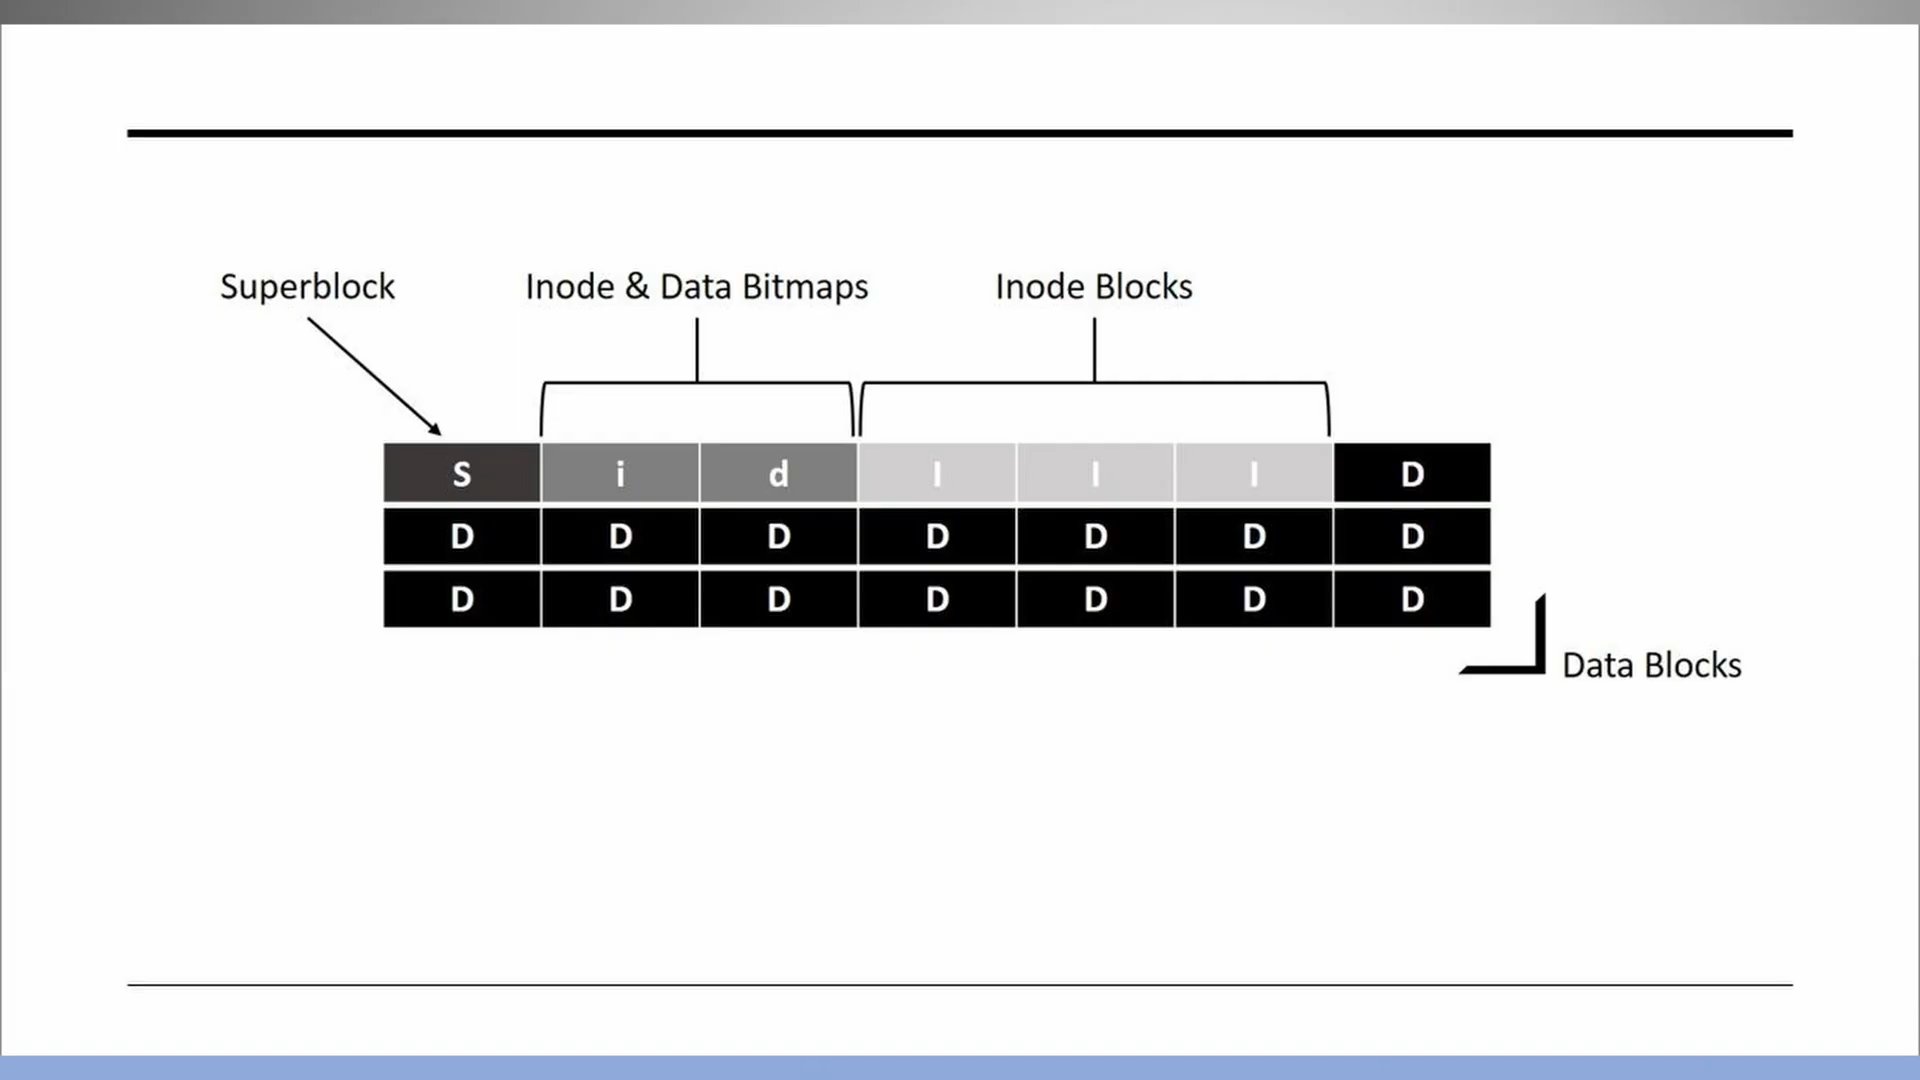 Superblock
Inode & Data Bitmaps
Inode Blocks
S i d I I I D
D D D D D D D
D D D D D D D
Data Blocks